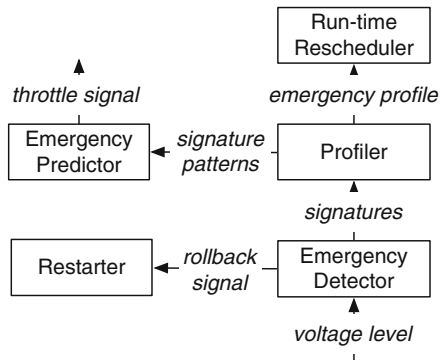 Run-time
Rescheduler
throttle signal
emergency profile
Emergency
Predictor
signature
patterns
Profiler
signatures
Restarter
rollback
signal
Emergency
Detector
voltage level